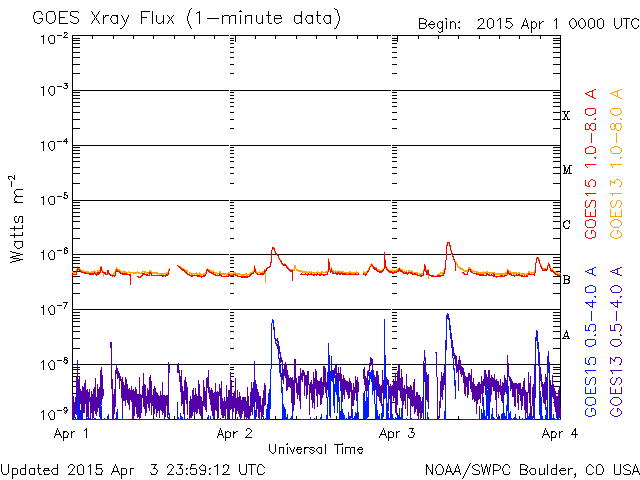 GOES Xray Flux (1-minute data)
Begin: 2015 Apr 1 0000 UTC
10-2
10-3
10-4
10-5
10-6
10-7
10-8
10-9
Watts m-2
X
M
C
B
A
GOES15 1.0-8.0 A
GOES13 1.0-8.0 A
GOES15 0.5-4.0 A
GOES13 0.5-4.0 A
Apr 1
Apr 2
Apr 3
Apr 4
Universal Time
Updated 2015 Apr 3 23:59:12 UTC
NOAA/SWPC Boulder, CO USA